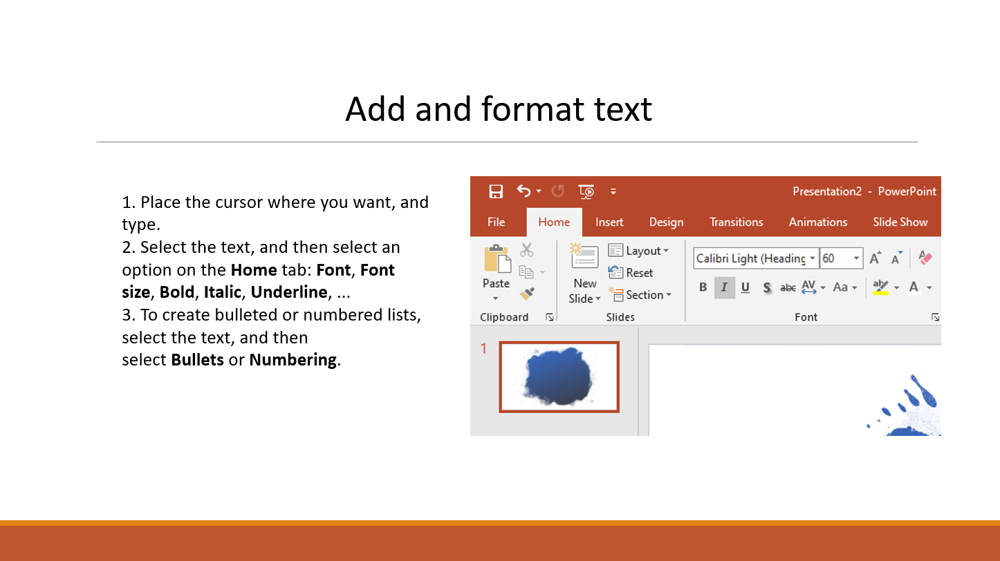 Add and format text
1. Place the cursor where you want, and
type.
2. Select the text, and then select an
option on the Home tab: Font, Font
size, Bold, Italic, Underline, ...
3. To create bulleted or numbered lists,
select the text, and then
select Bullets or Numbering.
Presentation2 - PowerPoint
File Home Insert Design Transitions Animations Slide Show
Paste
New
Slide
Layout
Reset
Section
Calibri Light (Heading 60 A A A
B I U S abc AV Aa ab A
Clipboard Slides Font
1